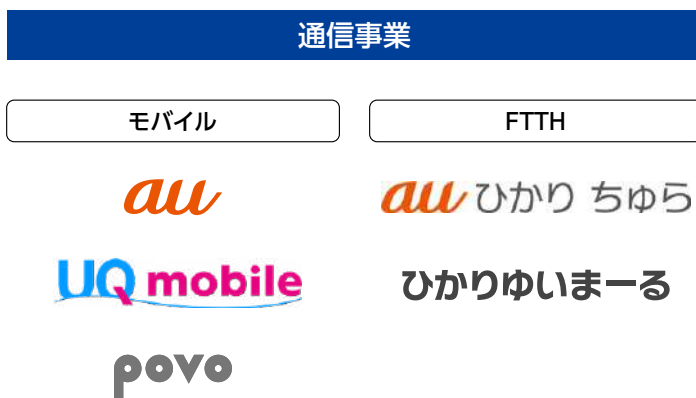 通信事業
モバイル
FTTH
au
au ひかり ちゅら
UQ mobile
ひかりゆいまーる
povo